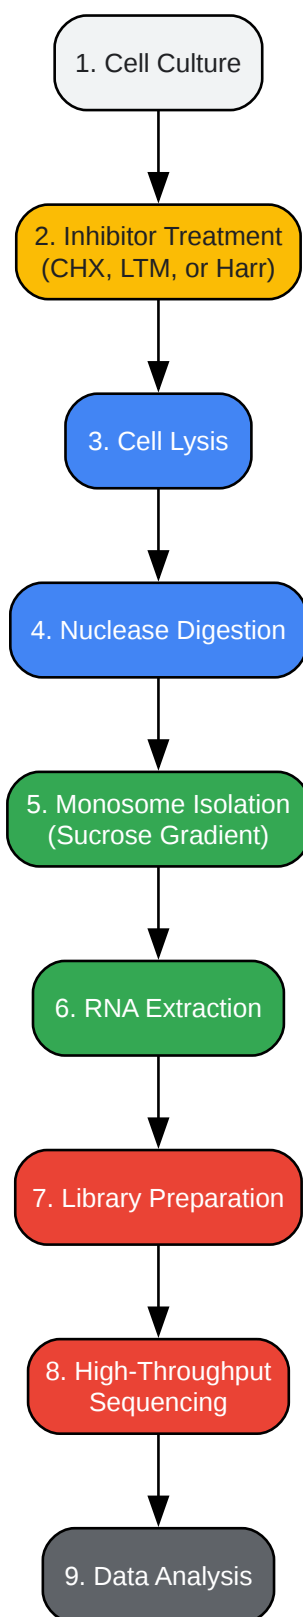 1. Cell Culture
2. Inhibitor Treatment
(CHX, LTM, or Harr)
3. Cell Lysis
4. Nuclease Digestion
5. Monosome Isolation
(Sucrose Gradient)
6. RNA Extraction
7. Library Preparation
8. High-Throughput
Sequencing
9. Data Analysis